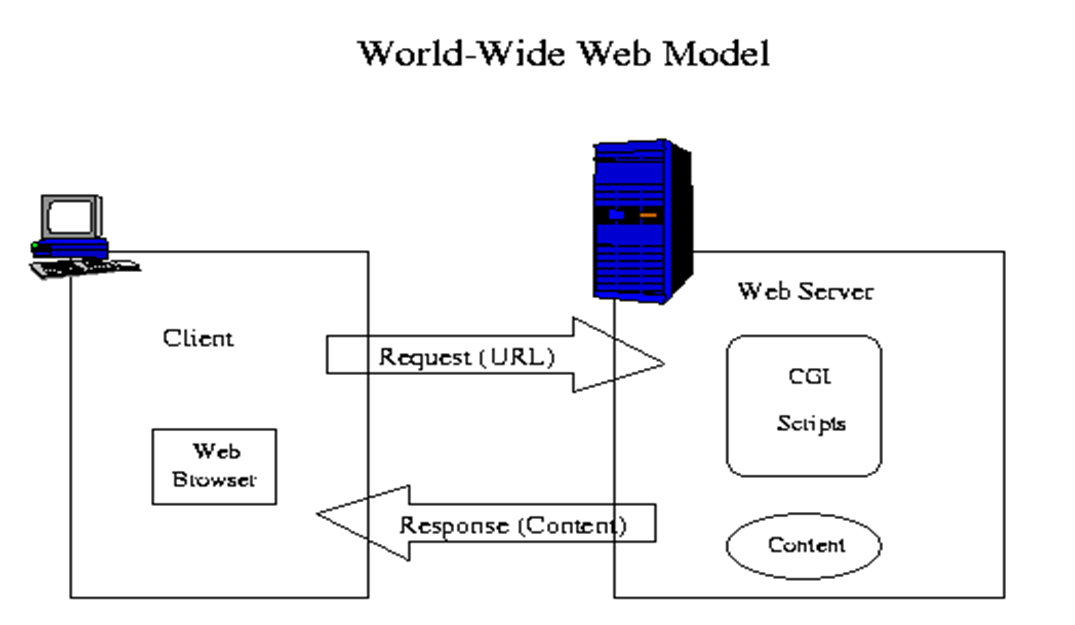 World-Wide Web Model
Client
Web
Browser
Request (URL)
Response (Content)
Web Server
CGI
Scripts
Content